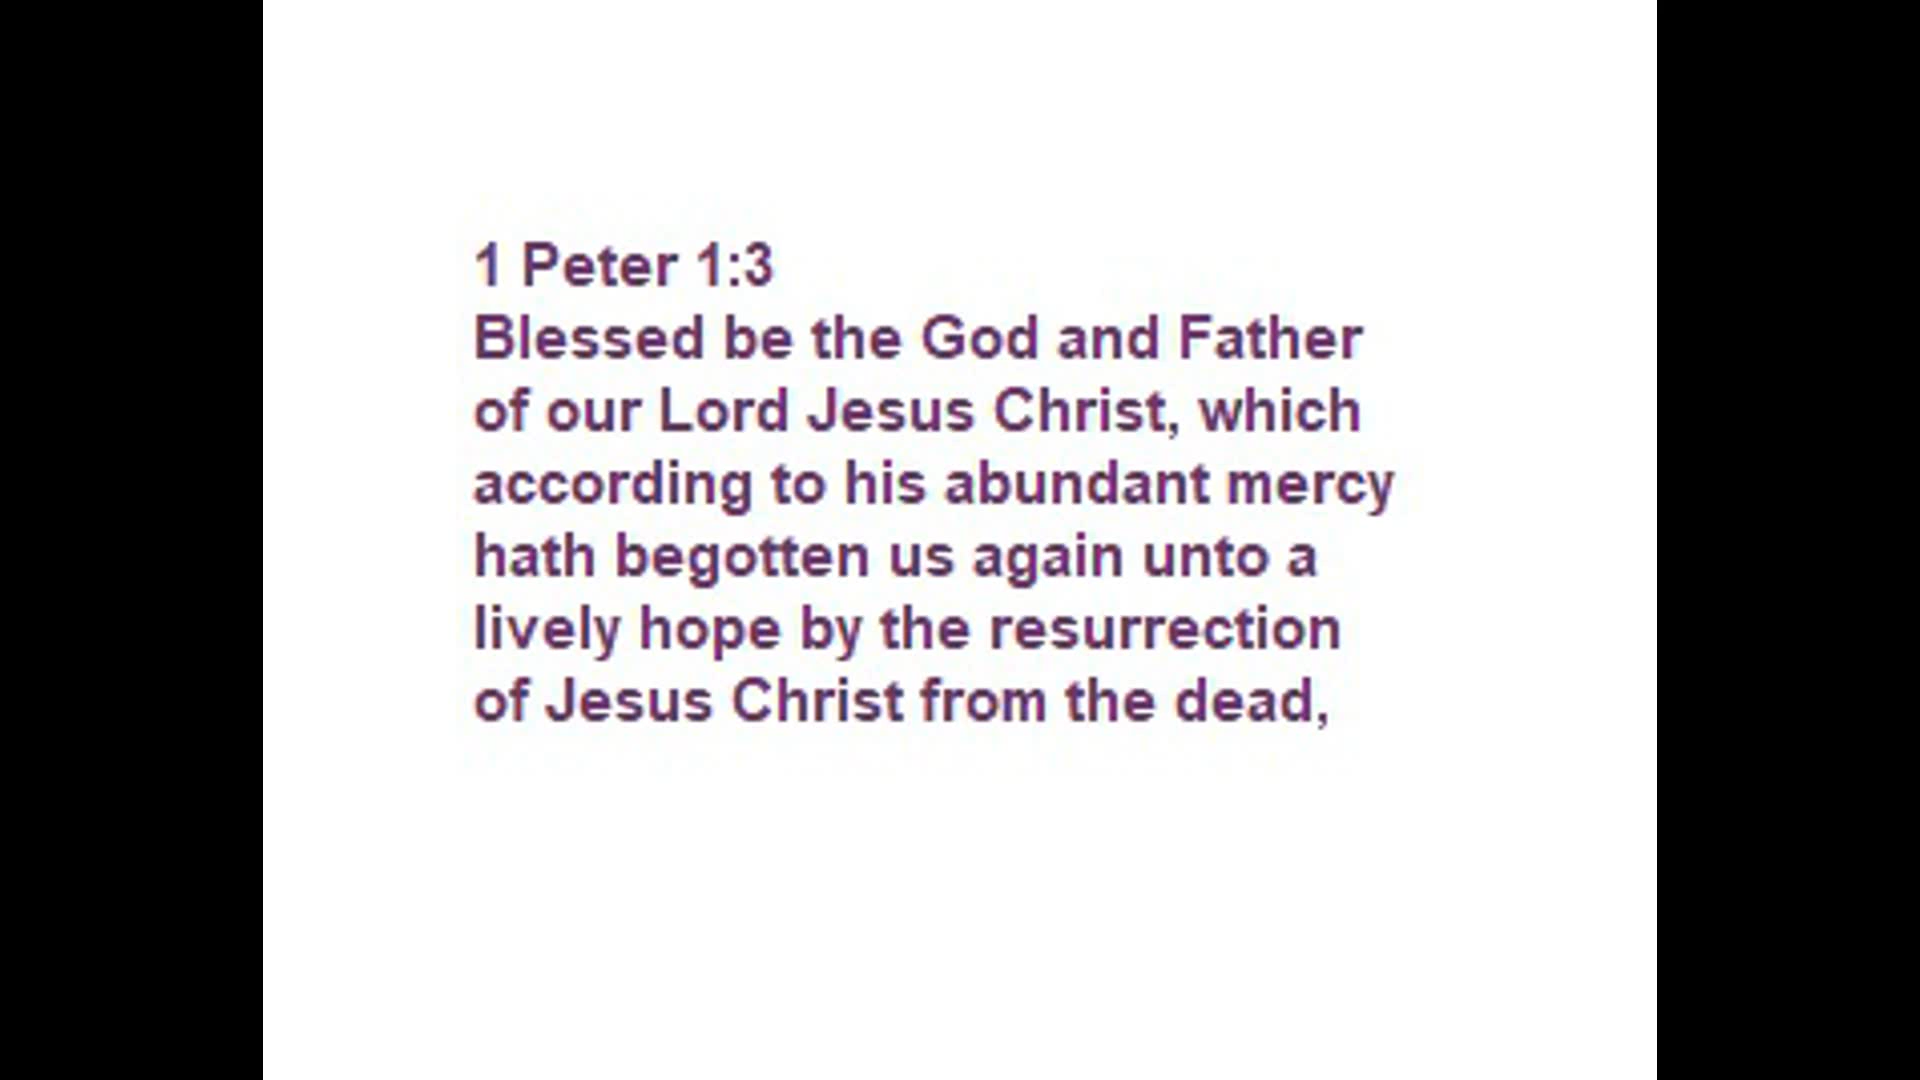 1 Peter 1:3
Blessed be the God and Father
of our Lord Jesus Christ, which
according to his abundant mercy
hath begotten us again unto a
lively hope by the resurrection
of Jesus Christ from the dead,